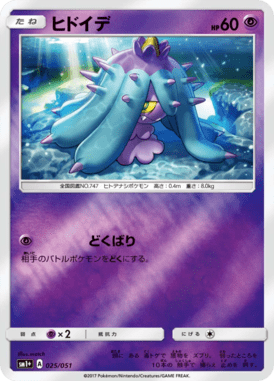 たね
ヒドイデ
HP60
全国図鑑NO.747 ヒトデナシポケモン 高さ：0.4m 重さ：8.0kg
どくばり
相手のバトルポケモンをどくにする。
弱点 ×2 抵抗力 にげる
sm1+ A 025/051
©2017 Pokémon/Nintendo/Creatures/GAME FREAK.